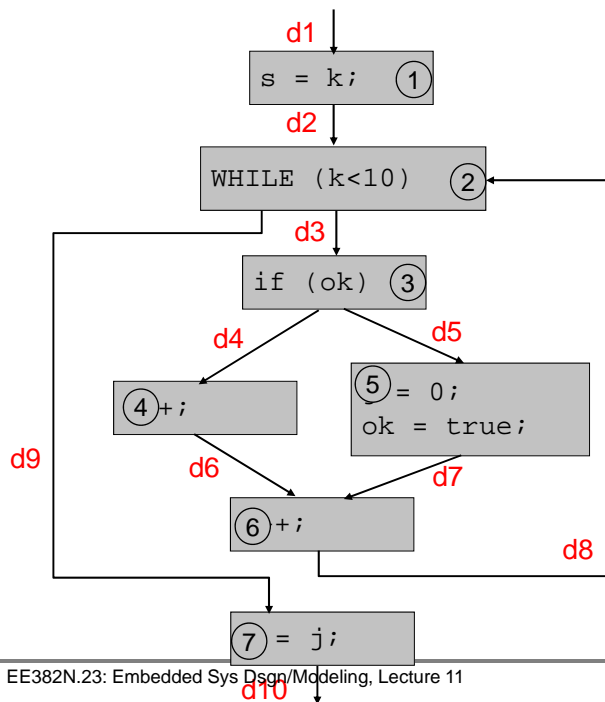 d1
s = k; 1
d2
WHILE (k<10) 2
d3
if (ok) 3
d4
d5
4 +;
5 = 0;
ok = true;
d9
d6
d7
6 +;
d8
7 = j;
EE382N.23: Embedded Sys Dsgn/Modeling, Lecture 11
d10